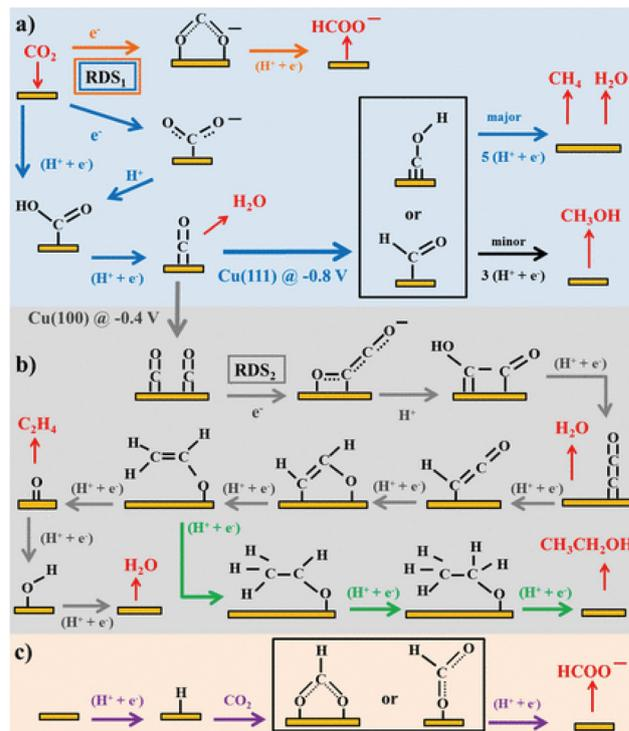 a)
CO₂
e⁻
RDS₁
C
O O
−
(H⁺ + e⁻)
HCOO⁻
e⁻
O C O
−
(H⁺ + e⁻)
H⁺
HO O
C
(H⁺ + e⁻)
O
C
H₂O
Cu(111) @ -0.8 V
H
O
C
or
H O
C
major
5 (H⁺ + e⁻)
CH₄ H₂O
minor
3 (H⁺ + e⁻)
CH₃OH
Cu(100) @ -0.4 V
b)
O O
C C
RDS₂
e⁻
O C C O
−
H⁺
HO O
C C
(H⁺ + e⁻)
H₂O
O
C
C
(H⁺ + e⁻)
H C C O
(H⁺ + e⁻)
H C C H O
(H⁺ + e⁻)
H H C C H O
(H⁺ + e⁻)
C₂H₄
O
(H⁺ + e⁻)
H
O
(H⁺ + e⁻)
H₂O
(H⁺ + e⁻)
H H H C C H O
(H⁺ + e⁻)
H H H C C H H O
(H⁺ + e⁻)
CH₃CH₂OH
c)
(H⁺ + e⁻)
H
CO₂
H
C
O O
or
H O
C
O
(H⁺ + e⁻)
HCOO⁻